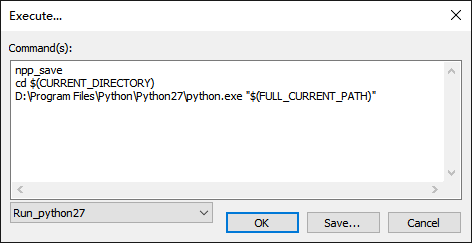 Execute...
Command(s):
npp_save
cd $(CURRENT_DIRECTORY)
D:\Program Files\Python\Python27\python.exe "$(FULL_CURRENT_PATH)"
Run_python27
OK
Save...
Cancel